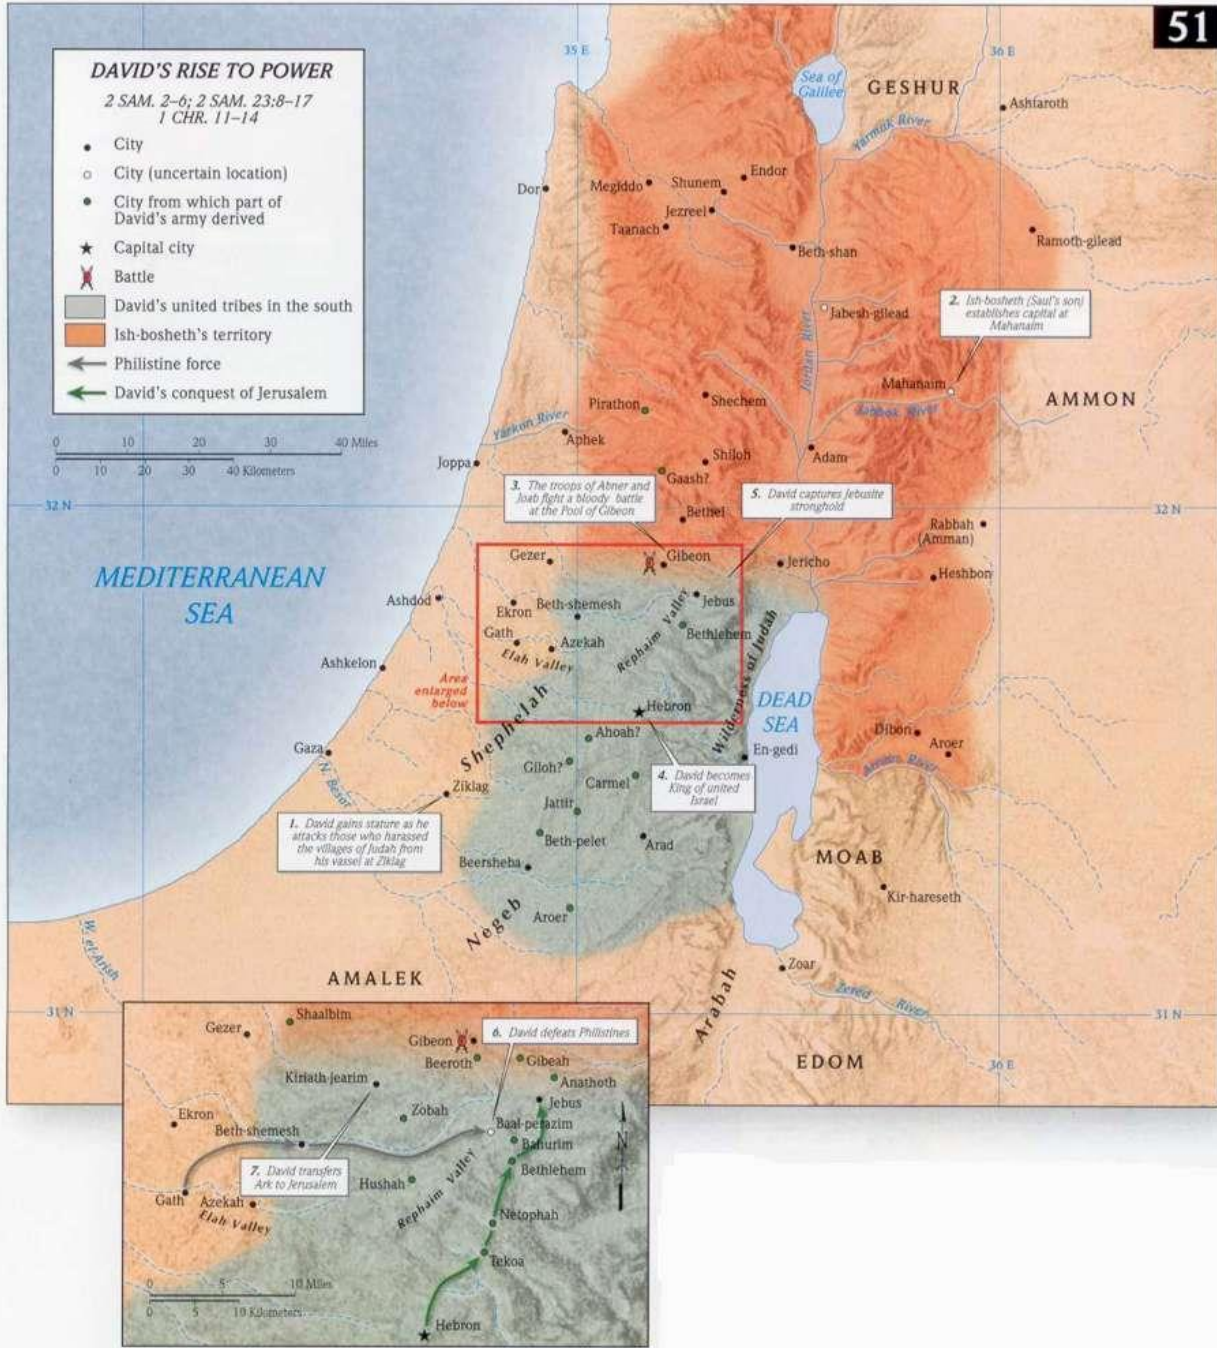 51
DAVID'S RISE TO POWER
2 SAM. 2–6; 2 SAM. 23:8–17
1 CHR. 11–14
City
City (uncertain location)
City from which part of
David's army derived
Capital city
Battle
David's united tribes in the south
Ish-bosheth's territory
Philistine force
David's conquest of Jerusalem
0 10 20 30 40 Miles
0 10 20 30 40 Kilometers
35 E
36 E
Sea of
Galilee
GESHUR
Ashtaroth
Yarmuk River
Dor
Megiddo
Shunem
Endor
Jezreel
Taanach
Beth-shan
Ramoth-gilead
Jabesh-gilead
2. Ish-bosheth (Saul's son)
establishes capital at
Mahanaim
Jordan River
Mahanaim
Jabbok River
AMMON
Pirathon
Shechem
Yarkon River
Aphek
Joppa
Shiloh
Adam
Gaash?
3. The troops of Abner and
Joab fight a bloody battle
at the Pool of Gibeon
5. David captures Jebusite
stronghold
32 N
32 N
Bethel
Rabbah
(Amman)
Gezer
Gibeon
Jericho
Heshbon
MEDITERRANEAN
SEA
Ashdod
Ekron
Beth-shemesh
Jebus
Rephaim Valley
Bethlehem
Gath
Azekah
Elah Valley
Ashkelon
Area
enlarged
below
Shephelah
Hebron
Wilderness of Judah
DEAD
SEA
Dibon
Aroer
Arnon River
Gaza
N. Besor
Ahoah?
En-gedi
Giloh?
Carmel
4. David becomes
King of united
Israel
Ziklag
Jattir
1. David gains stature as he
attacks those who harassed
the villages of Judah from
his vassel at Ziklag
Beth-pelet
Arad
Beersheba
MOAB
Kir-hareseth
Negeb
Aroer
W. el-Arish
AMALEK
Zoar
Zered River
Arabah
31 N
31 N
EDOM
36 E
Shaalbim
Gezer
Gibeon
6. David defeats Philistines
Beeroth
Gibeah
Kiriath-jearim
Anathoth
Jebus
Ekron
Zobah
Beth-shemesh
Baal-perazim
Bahurim
7. David transfers
Ark to Jerusalem
Bethlehem
Hushah
Rephaim Valley
Gath
Azekah
Elah Valley
Netophah
Tekoa
N
0 5 10 Miles
0 5 10 Kilometers
Hebron